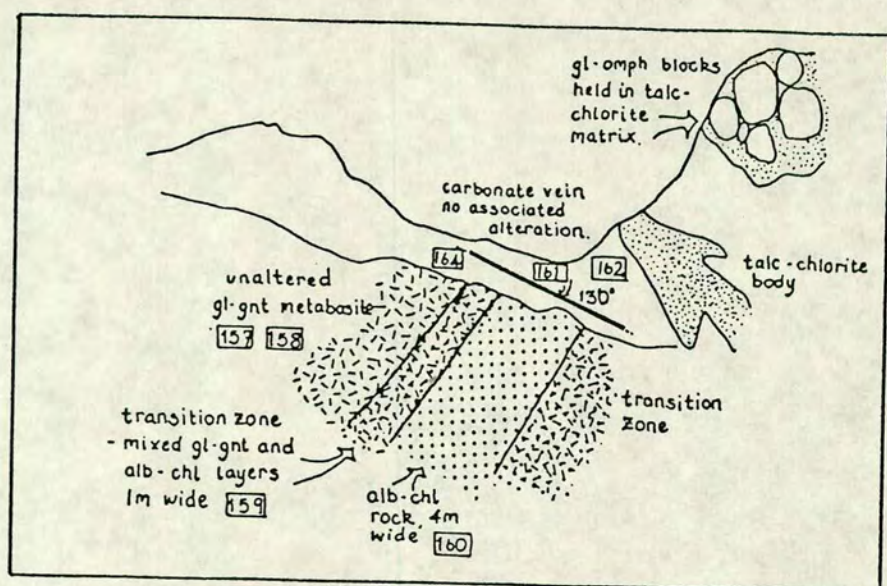 gl-omph blocks
held in talc-
chlorite
matrix.
carbonate vein
no associated
alteration.
164
161
162
130°
talc-chlorite
body
unaltered
gl-gnt metabasite
157 158
transition
zone
transition zone
- mixed gl-gnt and
alb-chl layers
1m wide 159
alb-chl
rock, 4m
wide 160